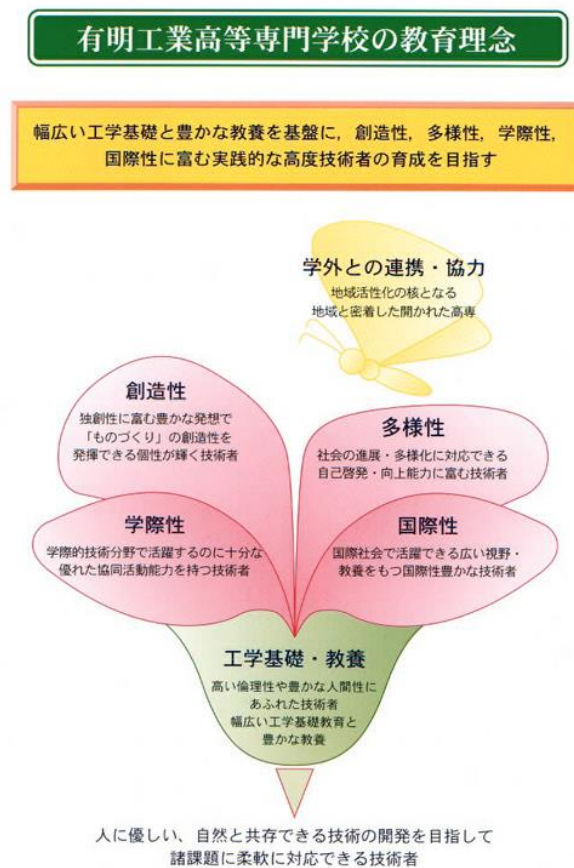 有明工業高等専門学校の教育理念
幅広い工学基礎と豊かな教養を基盤に，創造性，多様性，学際性，
国際性に富む実践的な高度技術者の育成を目指す
学外との連携・協力
地域活性化の核となる
地域と密着した開かれた高専
創造性
独創性に富む豊かな発想で
「ものづくり」の創造性を
発揮できる個性が輝く技術者
多様性
社会の進展・多様化に対応できる
自己啓発・向上能力に富む技術者
学際性
学際的技術分野で活躍するのに十分な
優れた協同活動能力を持つ技術者
国際性
国際社会で活躍できる広い視野・
教養をもつ国際性豊かな技術者
工学基礎・教養
高い倫理性や豊かな人間性に
あふれた技術者
幅広い工学基礎教育と
豊かな教養
人に優しい、自然と共存できる技術の開発を目指して
諸課題に柔軟に対応できる技術者